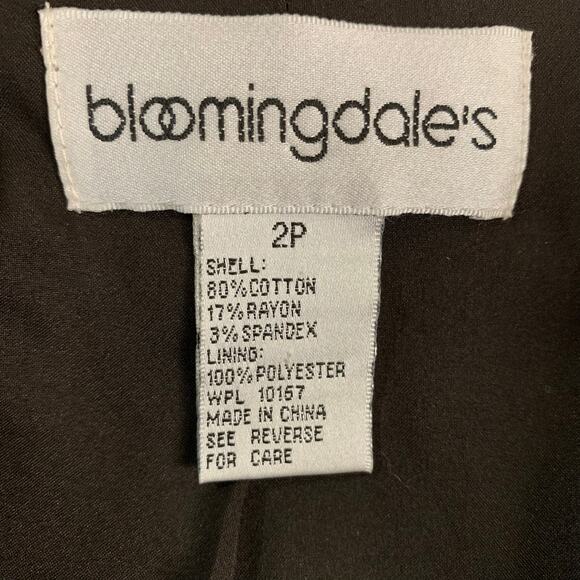 bloomingdale's
2P
SHELL:
80%COTTON
17%RAYON
3%SPANDEX
LINING:
100%POLYESTER
WPL 10157
MADE IN CHINA
SEE REVERSE
FOR CARE